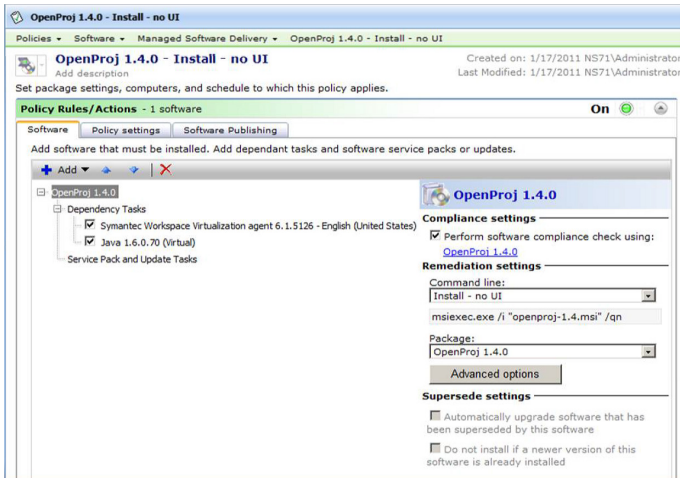 OpenProj 1.4.0 - Install - no UI
Policies Software Managed Software Delivery OpenProj 1.4.0 - Install - no UI
OpenProj 1.4.0 - Install - no UI
Created on: 1/17/2011 NS71\Administrator
Add description
Last Modified: 1/17/2011 NS71\Administrator
Set package settings, computers, and schedule to which this policy applies.
Policy Rules/Actions - 1 software
On
Software Policy settings Software Publishing
Add software that must be installed. Add dependant tasks and software service packs or updates.
Add
OpenProj 1.4.0
Dependency Tasks
Symantec Workspace Virtualization agent 6.1.5126 - English (United States)
Java 1.6.0.70 (Virtual)
Service Pack and Update Tasks
OpenProj 1.4.0
Compliance settings
Perform software compliance check using:
OpenProj 1.4.0
Remediation settings
Command line:
Install - no UI
msiexec.exe /i "openproj-1.4.msi" /qn
Package:
OpenProj 1.4.0
Advanced options
Supersede settings
Automatically upgrade software that has
been superseded by this software
Do not install if a newer version of this
software is already installed